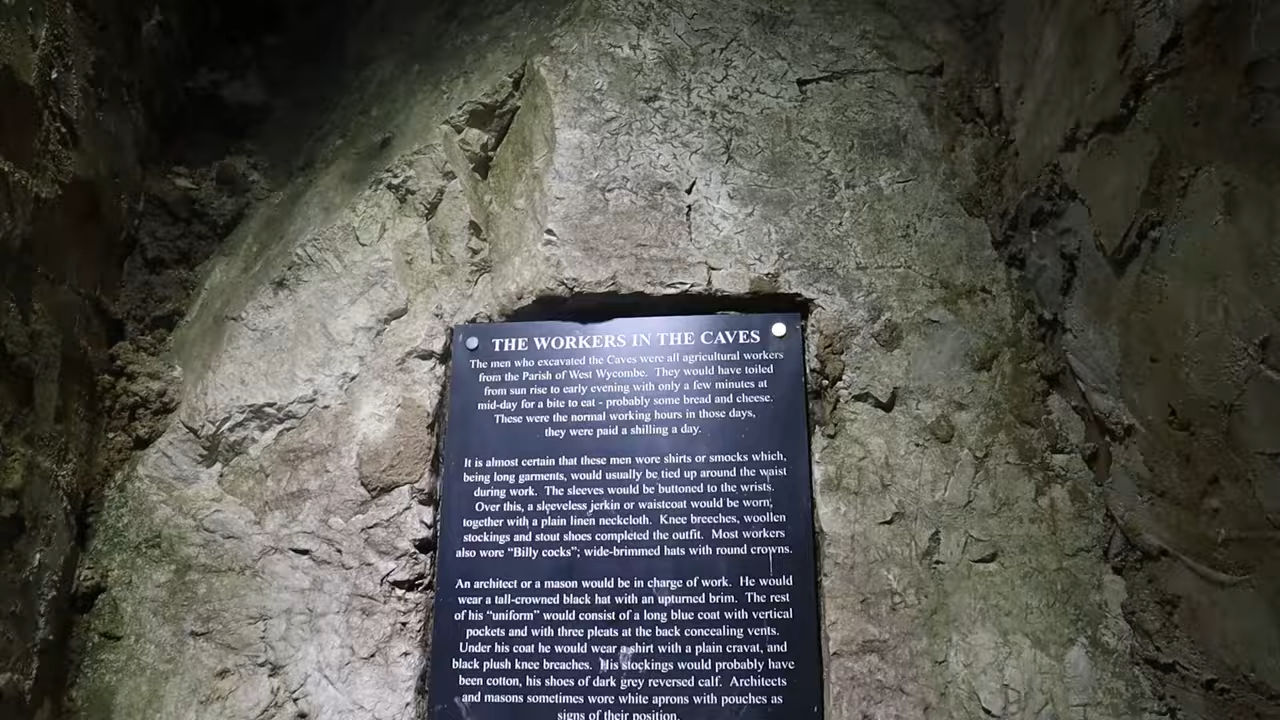 THE WORKERS IN THE CAVES
The men who excavated the Caves were all agricultural workers
from the Parish of West Wycombe. They would have toiled
from sun rise to early evening with only a few minutes at
mid-day for a bite to eat - probably some bread and cheese.
These were the normal working hours in those days,
they were paid a shilling a day.
It is almost certain that these men wore shirts or smocks which,
being long garments, would usually be tied up around the waist
during work. The sleeves would be buttoned to the wrists.
Over this, a sleeveless jerkin or waistcoat would be worn,
together with a plain linen neckcloth. Knee breeches, woollen
stockings and stout shoes completed the outfit. Most workers
also wore “Billy cocks”; wide-brimmed hats with round crowns.
An architect or a mason would be in charge of work. He would
wear a tall-crowned black hat with an upturned brim. The rest
of his “uniform” would consist of a long blue coat with vertical
pockets and with three pleats at the back concealing vents.
Under his coat he would wear a shirt with a plain cravat, and
black plush knee breaches. His stockings would probably have
been cotton, his shoes of dark grey reversed calf. Architects
and masons sometimes wore white aprons with pouches as
signs of their position.